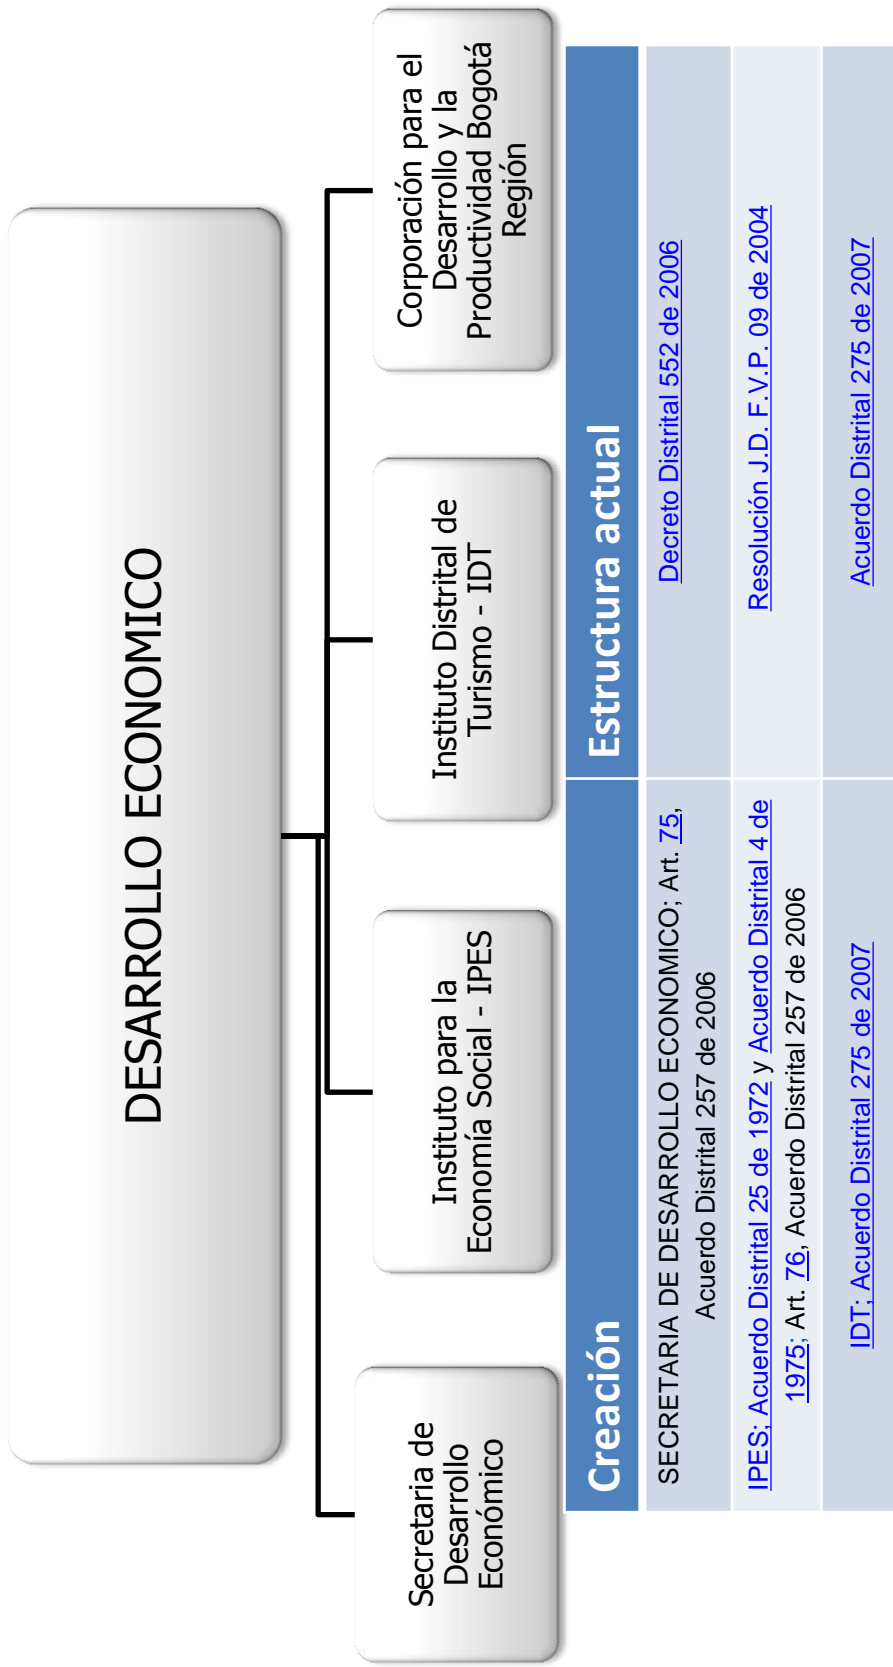 DESARROLLO ECONOMICO
Secretaria de
Desarrollo
Económico
Instituto para la
Economía Social - IPES
Instituto Distrital de
Turismo - IDT
Corporación para el
Desarrollo y la
Productividad Bogotá
Región
Creación
Estructura actual
SECRETARIA DE DESARROLLO ECONOMICO; Art. 75,
Acuerdo Distrital 257 de 2006
Decreto Distrital 552 de 2006
IPES; Acuerdo Distrital 25 de 1972 y Acuerdo Distrital 4 de
1975; Art. 76, Acuerdo Distrital 257 de 2006
Resolución J.D. F.V.P. 09 de 2004
IDT; Acuerdo Distrital 275 de 2007
Acuerdo Distrital 275 de 2007